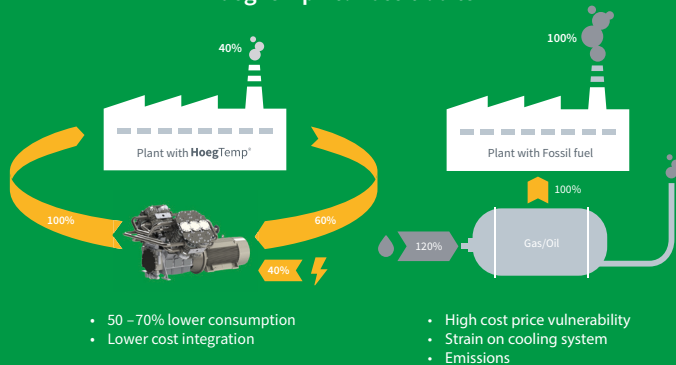 40%
100%
Plant with HoegTemp®
Plant with Fossil fuel
100%
100%
60%
120%
Gas/Oil
40%
• 50 – 70% lower consumption
• Lower cost integration
• High cost price vulnerability
• Strain on cooling system
• Emissions